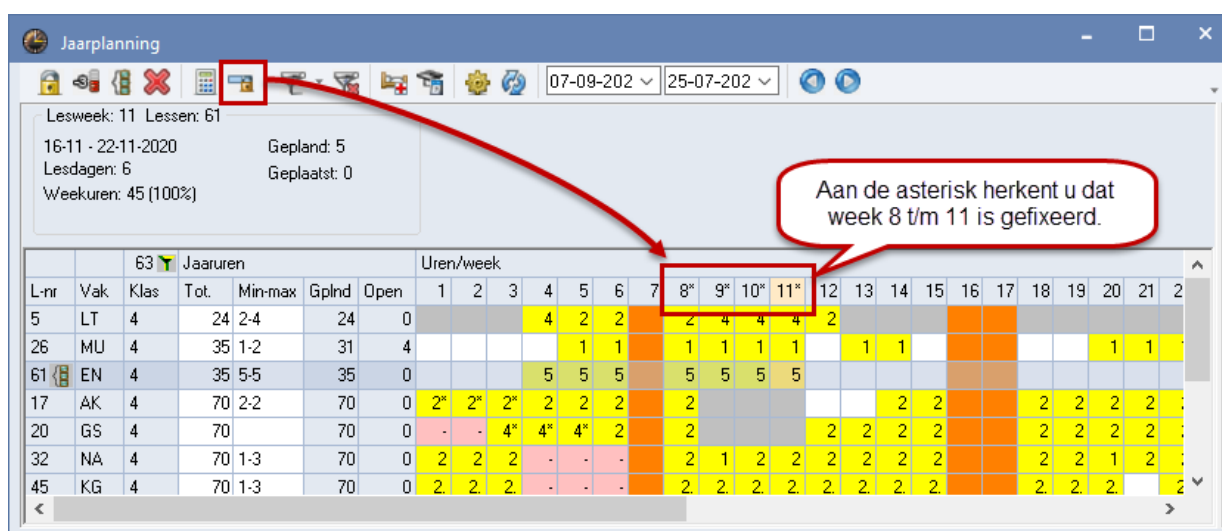 Jaarplanning
07-09-202 25-07-202
Lesweek: 11 Lessen: 61
16-11 - 22-11-2020 Gepland: 5
Lesdagen: 6 Geplaatst: 0
Weekuren: 45 (100%)
Aan de asterisk herkent u dat
week 8 t/m 11 is gefixeerd.
63 Jaaruren Uren/week
L-nr Vak Klas Tot. Min-max Gplnd Open 1 2 3 4 5 6 7 8* 9* 10* 11* 12 13 14 15 16 17 18 19 20 21 2
5 LT 4 24 2-4 24 0 4 2 2 2 4 4 4 2
26 MU 4 35 1-2 31 4 1 1 1 1 1 1 1 1 1 1
61 EN 4 35 5-5 35 0 5 5 5 5 5 5 5
17 AK 4 70 2-2 70 0 2* 2* 2* 2 2 2 2 2 2 2 2 2 2
20 GS 4 70 70 0 - - 4* 4* 4* 2 2 2 2 2 2 2 2 2 2
32 NA 4 70 1-3 70 0 2 2 2 - - - 2 1 2 2 2 2 2 2 2 2 1 2
45 KG 4 70 1-3 70 0 2. 2. 2. - - - 2. 2. 2. 2. 2. 2. 2. 2. 2. 2. 2. 2